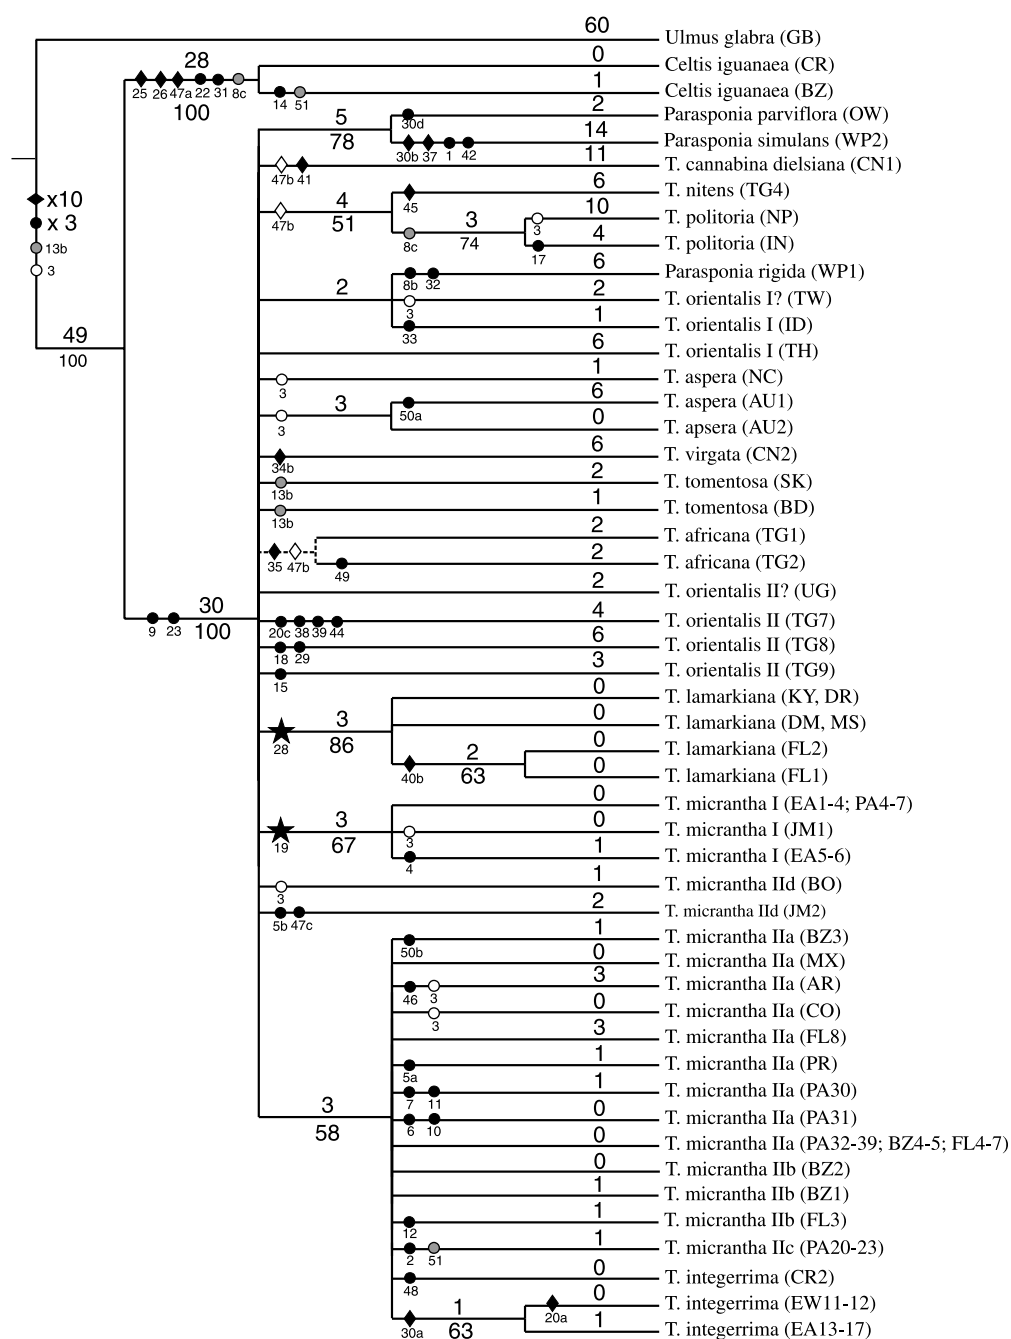 60
Ulmus glabra (GB)
0
28
Celtis iguanaea (CR)
25 26 47a 22 31 8c
100
1
Celtis iguanaea (BZ)
14 51
2
5
Parasponia parviflora (OW)
30d
78
14
Parasponia simulans (WP2)
30b 37 1 42
11
T. cannabina dielsiana (CN1)
47b 41
6
T. nitens (TG4)
45
4
47b
51
10
T. politoria (NP)
3
3
8c
74
4
T. politoria (IN)
17
x10
x 3
13b
3
6
Parasponia rigida (WP1)
8b 32
2
2
T. orientalis I? (TW)
3
1
T. orientalis I (ID)
33
49
100
6
T. orientalis I (TH)
1
T. aspera (NC)
3
6
T. aspera (AU1)
50a
3
3
0
T. apsera (AU2)
6
T. virgata (CN2)
34b
2
T. tomentosa (SK)
13b
1
T. tomentosa (BD)
13b
2
T. africana (TG1)
35 47b
2
T. africana (TG2)
49
2
T. orientalis II? (UG)
30
9 23
100
4
T. orientalis II (TG7)
20c 38 39 44
6
T. orientalis II (TG8)
18 29
3
T. orientalis II (TG9)
15
0
T. lamarkiana (KY, DR)
3
28
86
0
T. lamarkiana (DM, MS)
0
T. lamarkiana (FL2)
2
40b
63
0
T. lamarkiana (FL1)
0
T. micrantha I (EA1-4; PA4-7)
3
19
67
0
T. micrantha I (JM1)
3
1
T. micrantha I (EA5-6)
4
1
T. micrantha IId (BO)
3
2
T. micrantha IId (JM2)
5b 47c
1
T. micrantha IIa (BZ3)
50b
0
T. micrantha IIa (MX)
3
T. micrantha IIa (AR)
46 3
0
T. micrantha IIa (CO)
3
3
T. micrantha IIa (FL8)
1
T. micrantha IIa (PR)
5a
1
T. micrantha IIa (PA30)
7 11
3
58
0
T. micrantha IIa (PA31)
6 10
0
T. micrantha IIa (PA32-39; BZ4-5; FL4-7)
0
T. micrantha IIb (BZ2)
1
T. micrantha IIb (BZ1)
1
T. micrantha IIb (FL3)
12
1
T. micrantha IIc (PA20-23)
2 51
0
T. integerrima (CR2)
48
0
T. integerrima (EW11-12)
20a
1
30a
63
1
T. integerrima (EA13-17)